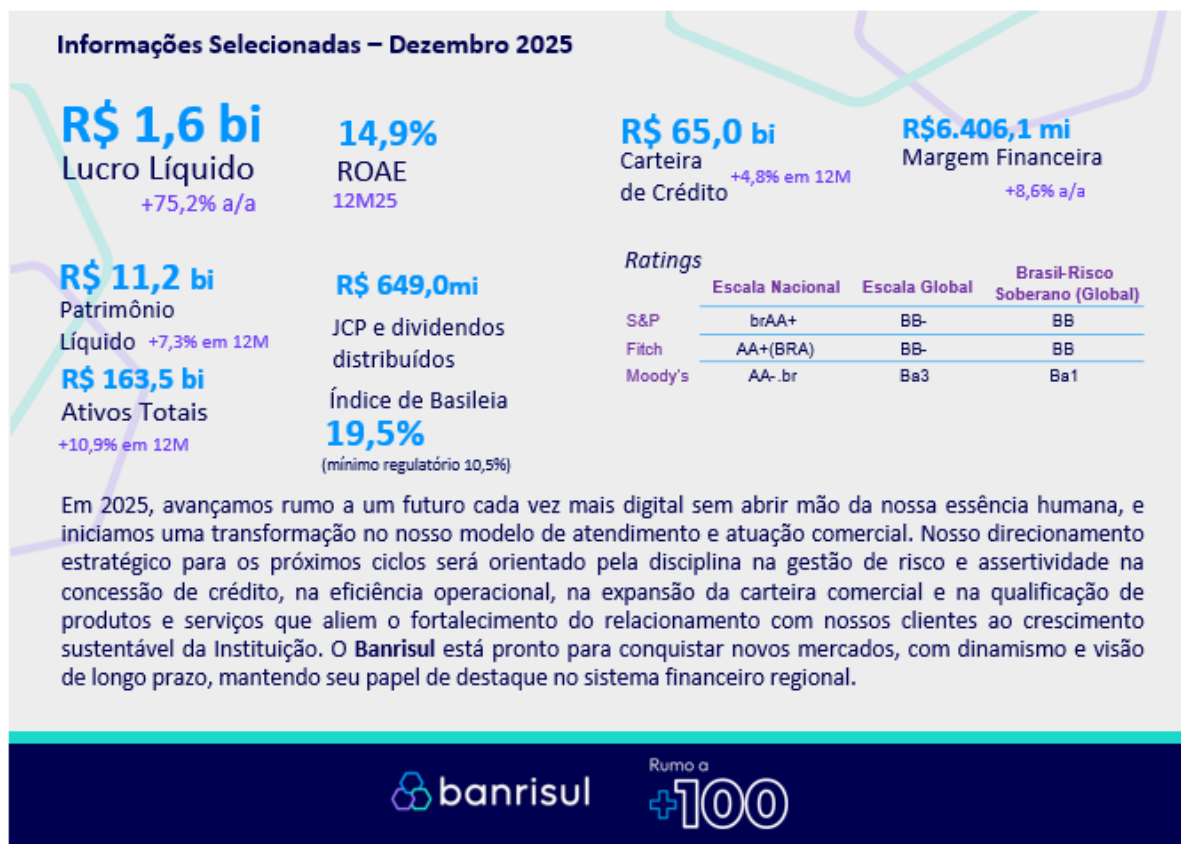 Informações Selecionadas – Dezembro 2025
R$ 1,6 bi
Lucro Líquido
+75,2% a/a
14,9%
ROAE
12M25
R$ 65,0 bi
Carteira
de Crédito +4,8% em 12M
R$6.406,1 mi
Margem Financeira
+8,6% a/a
R$ 11,2 bi
Patrimônio
Líquido +7,3% em 12M
R$ 163,5 bi
Ativos Totais
+10,9% em 12M
R$ 649,0mi
JCP e dividendos
distribuídos
Índice de Basileia
19,5%
(mínimo regulatório 10,5%)
Ratings
Escala Nacional Escala Global Brasil-Risco Soberano (Global)
S&P brAA+ BB- BB
Fitch AA+(BRA) BB- BB
Moody's AA-.br Ba3 Ba1
Em 2025, avançamos rumo a um futuro cada vez mais digital sem abrir mão da nossa essência humana, e
iniciamos uma transformação no nosso modelo de atendimento e atuação comercial. Nosso direcionamento
estratégico para os próximos ciclos será orientado pela disciplina na gestão de risco e assertividade na
concessão de crédito, na eficiência operacional, na expansão da carteira comercial e na qualificação de
produtos e serviços que aliem o fortalecimento do relacionamento com nossos clientes ao crescimento
sustentável da Instituição. O Banrisul está pronto para conquistar novos mercados, com dinamismo e visão
de longo prazo, mantendo seu papel de destaque no sistema financeiro regional.
banrisul
Rumo a
+100